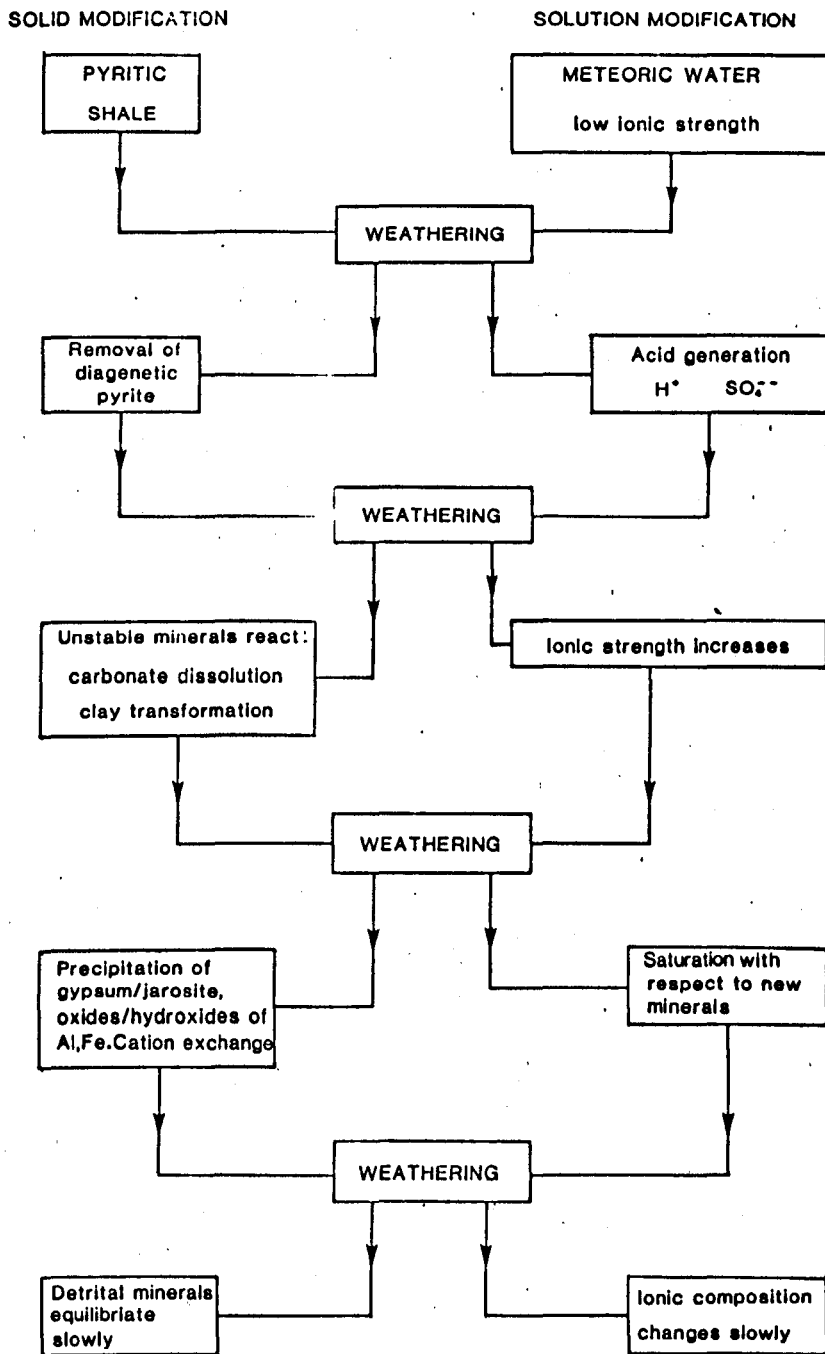 SOLID MODIFICATION
SOLUTION MODIFICATION
PYRITIC
SHALE
METEORIC WATER
low ionic strength
WEATHERING
Removal of
diagenetic
pyrite
Acid generation
H⁺ SO₄⁻⁻
WEATHERING
Unstable minerals react:
carbonate dissolution
clay transformation
Ionic strength increases
WEATHERING
Precipitation of
gypsum/jarosite,
oxides/hydroxides of
Al,Fe.Cation exchange
Saturation with
respect to new
minerals
WEATHERING
Detrital minerals
equilibriate
slowly
Ionic composition
changes slowly